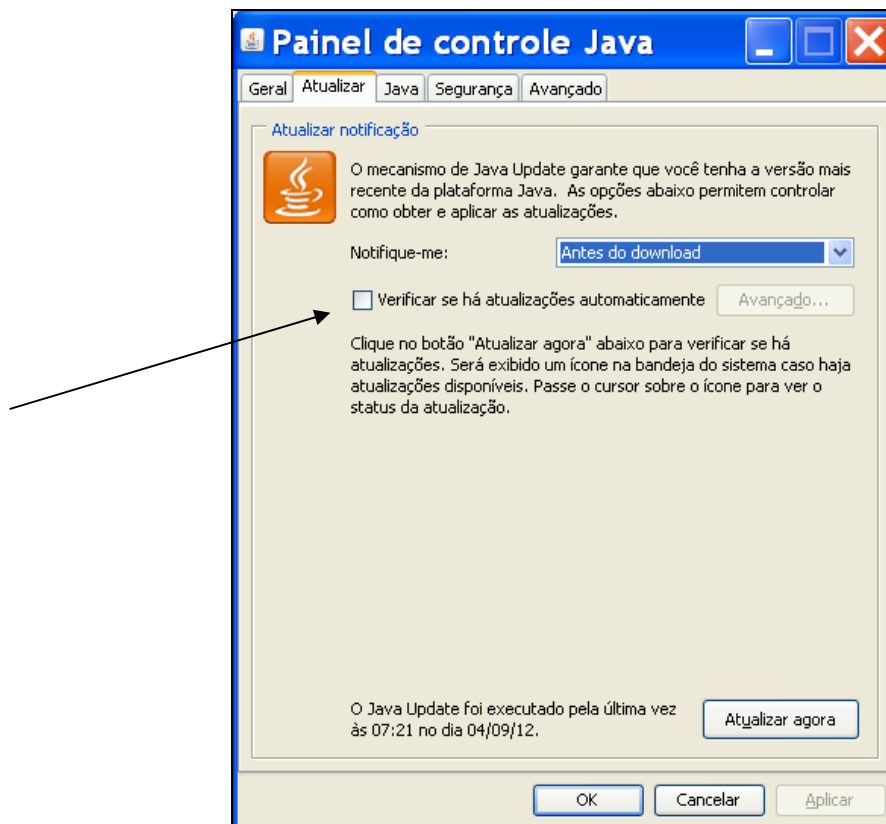 Painel de controle Java
Geral Atualizar Java Segurança Avançado
Atualizar notificação
O mecanismo de Java Update garante que você tenha a versão mais
recente da plataforma Java. As opções abaixo permitem controlar
como obter e aplicar as atualizações.
Notifique-me: Antes do download
Verificar se há atualizações automaticamente Avançado...
Clique no botão "Atualizar agora" abaixo para verificar se há
atualizações. Será exibido um ícone na bandeja do sistema caso haja
atualizações disponíveis. Passe o cursor sobre o ícone para ver o
status da atualização.
O Java Update foi executado pela última vez
às 07:21 no dia 04/09/12.
Atualizar agora
OK Cancelar Aplicar